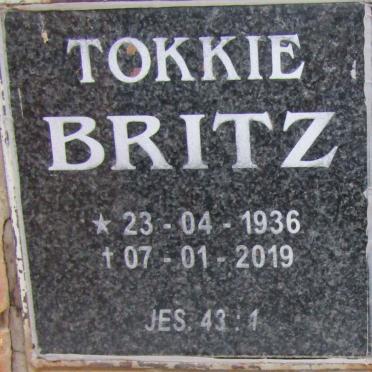 TOKKIE
BRITZ
★ 23 - 04 - 1936
† 07 - 01 - 2019
JES. 43 : 1